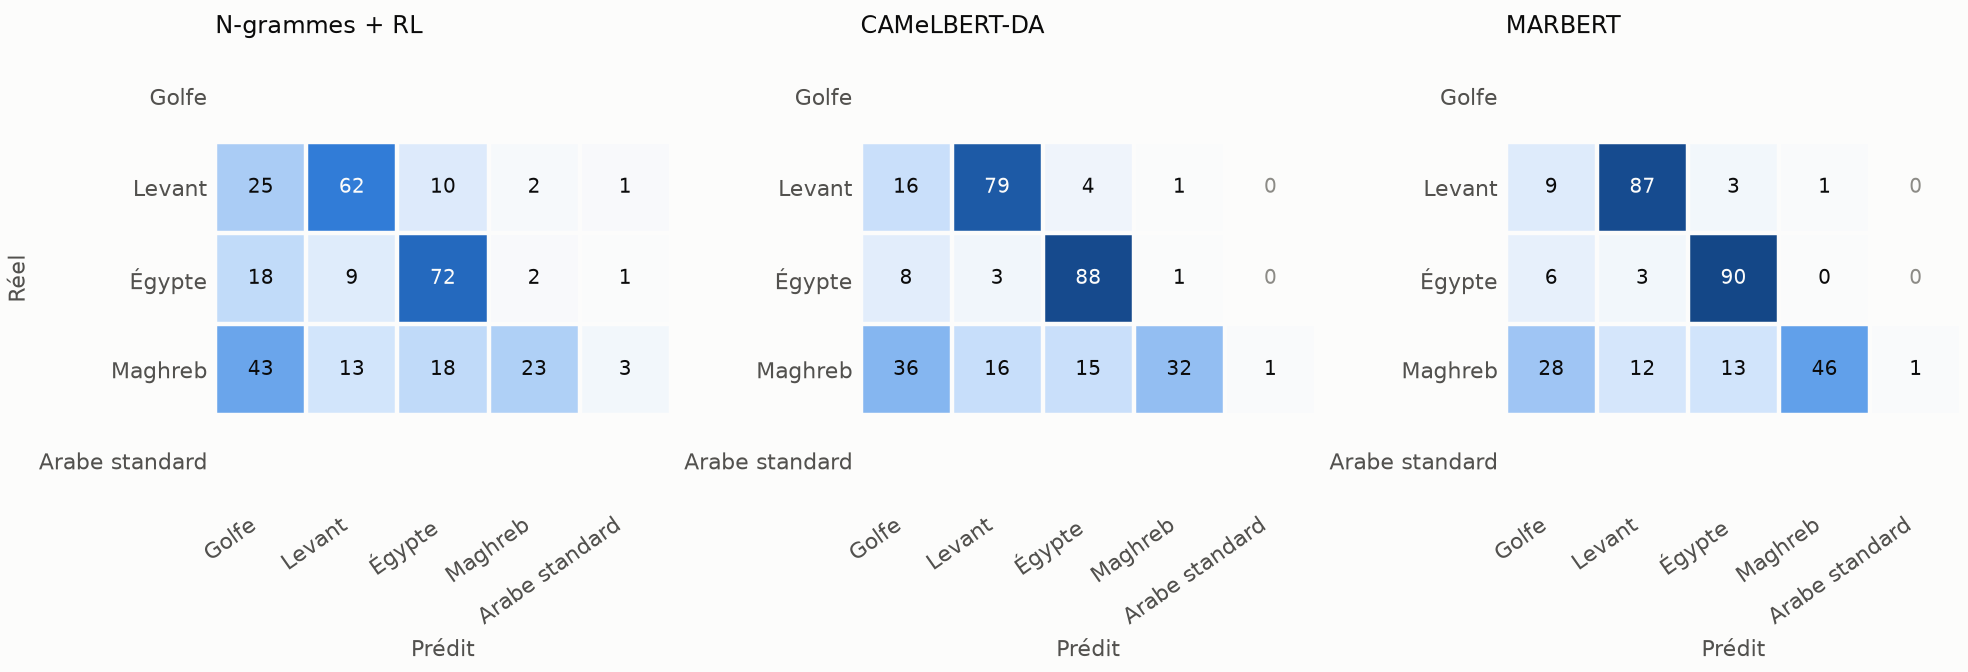 N-grammes + RL
CAMeLBERT-DA
MARBERT
Réel
Golfe
Levant 25 62 10 2 1
Égypte 18 9 72 2 1
Maghreb 43 13 18 23 3
Arabe standard
Golfe Levant Égypte Maghreb Arabe standard
Prédit
Golfe
Levant 16 79 4 1 0
Égypte 8 3 88 1 0
Maghreb 36 16 15 32 1
Arabe standard
Golfe Levant Égypte Maghreb Arabe standard
Prédit
Golfe
Levant 9 87 3 1 0
Égypte 6 3 90 0 0
Maghreb 28 12 13 46 1
Arabe standard
Golfe Levant Égypte Maghreb Arabe standard
Prédit